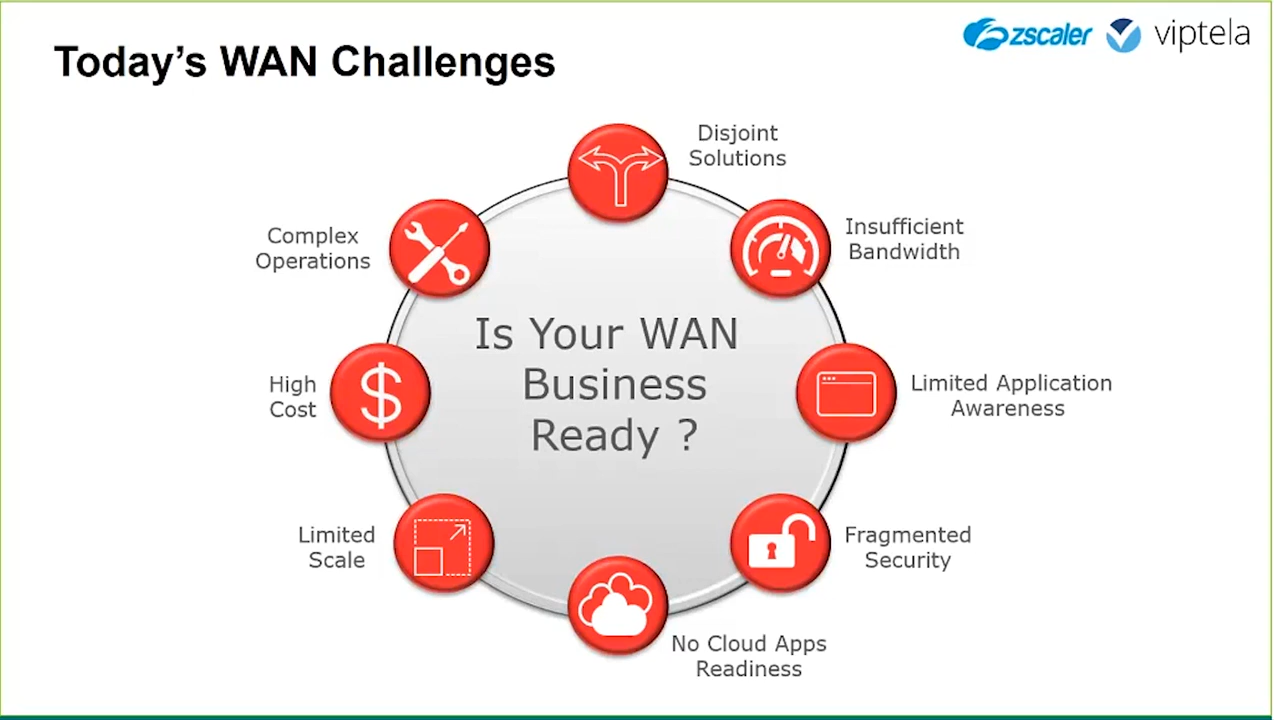 Today's WAN Challenges
zscaler
viptela
Disjoint
Solutions
Insufficient
Bandwidth
Limited Application
Awareness
Fragmented
Security
No Cloud Apps
Readiness
Limited
Scale
High
Cost
$
Complex
Operations
Is Your WAN
Business
Ready ?